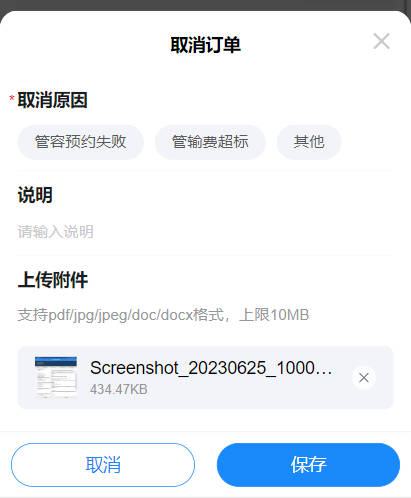 取消订单
* 取消原因
管容预约失败 管输费超标 其他
说明
请输入说明
上传附件
支持pdf/jpg/jpeg/doc/docx格式，上限10MB
Screenshot_20230625_1000…
434.47KB
取消 保存